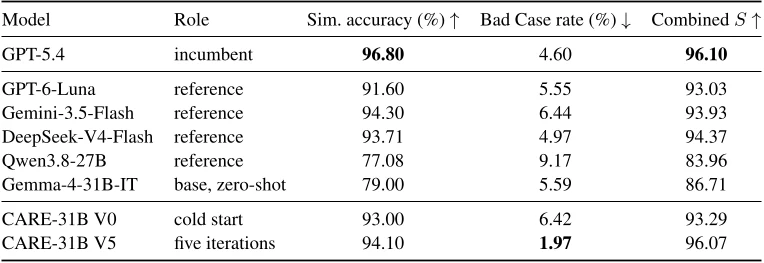 Model Role Sim. accuracy (%) ↑ Bad Case rate (%) ↓ Combined S ↑
GPT-5.4 incumbent 96.80 4.60 96.10
GPT-6-Luna reference 91.60 5.55 93.03
Gemini-3.5-Flash reference 94.30 6.44 93.93
DeepSeek-V4-Flash reference 93.71 4.97 94.37
Qwen3.8-27B reference 77.08 9.17 83.96
Gemma-4-31B-IT base, zero-shot 79.00 5.59 86.71
CARE-31B V0 cold start 93.00 6.42 93.29
CARE-31B V5 five iterations 94.10 1.97 96.07